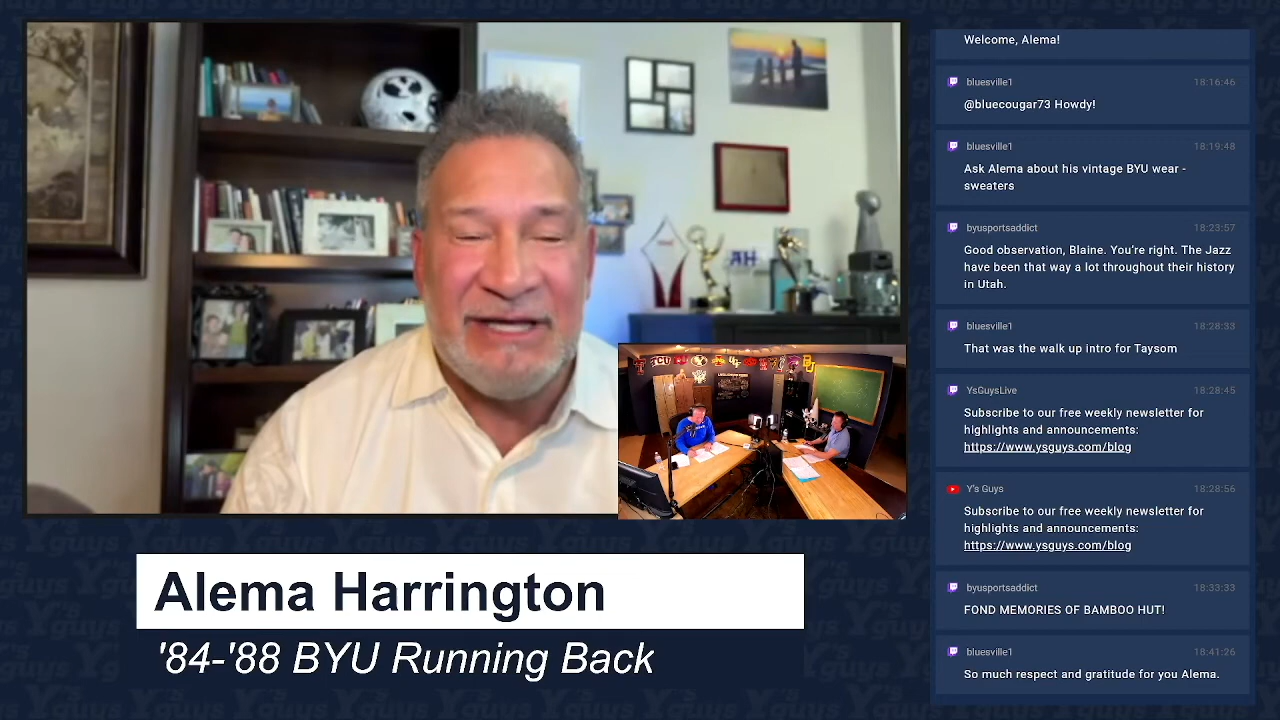 AH
TCU
Alema Harrington
'84-'88 BYU Running Back
Welcome, Alema!
bluesville1 18:16:46
@bluecougar73 Howdy!
bluesville1 18:19:48
Ask Alema about his vintage BYU wear -
sweaters
byusportsaddict 18:23:57
Good observation, Blaine. You're right. The Jazz
have been that way a lot throughout their history
in Utah.
bluesville1 18:28:33
That was the walk up intro for Taysom
YsGuysLive 18:28:45
Subscribe to our free weekly newsletter for
highlights and announcements:
https://www.ysguys.com/blog
Y's Guys 18:28:56
Subscribe to our free weekly newsletter for
highlights and announcements:
https://www.ysguys.com/blog
byusportsaddict 18:33:33
FOND MEMORIES OF BAMBOO HUT!
bluesville1 18:41:26
So much respect and gratitude for you Alema.